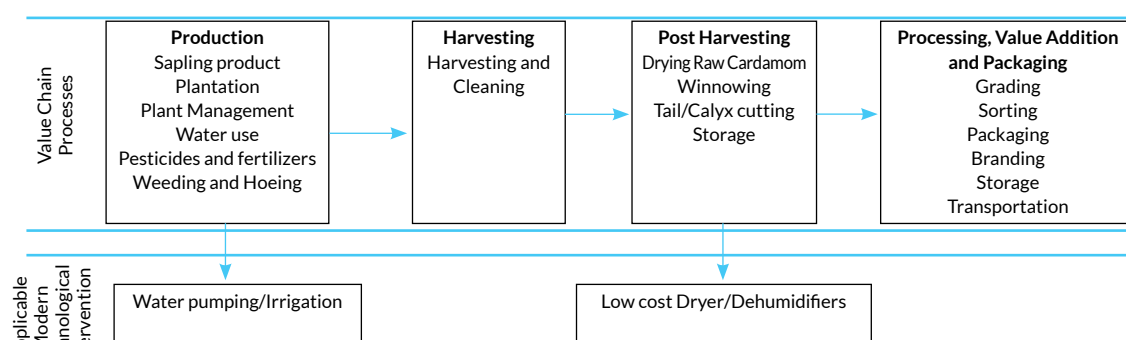 Value Chain
Processes
Production
Sapling product
Plantation
Plant Management
Water use
Pesticides and fertilizers
Weeding and Hoeing
Harvesting
Harvesting and
Cleaning
Post Harvesting
Drying Raw Cardamom
Winnowing
Tail/Calyx cutting
Storage
Processing, Value Addition
and Packaging
Grading
Sorting
Packaging
Branding
Storage
Transportation
Modern
Water pumping/Irrigation
Low cost Dryer/Dehumidifiers